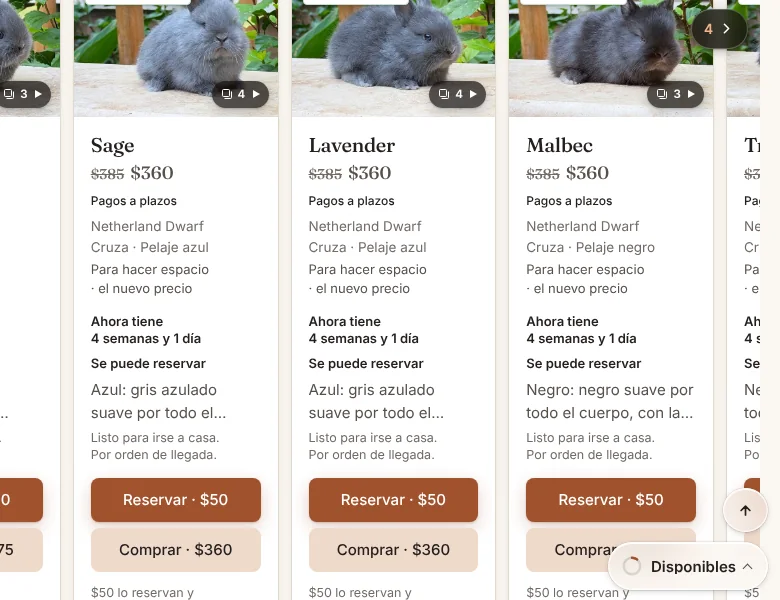 3
4
4
3
4
Sage
$385 $360
Pagos a plazos
Netherland Dwarf
Cruza · Pelaje azul
Para hacer espacio
· el nuevo precio
Ahora tiene
4 semanas y 1 día
Se puede reservar
Azul: gris azulado
suave por todo el...
Listo para irse a casa.
Por orden de llegada.
Reservar · $50
Comprar · $360
$50 lo reservan y
Lavender
$385 $360
Pagos a plazos
Netherland Dwarf
Cruza · Pelaje azul
Para hacer espacio
· el nuevo precio
Ahora tiene
4 semanas y 1 día
Se puede reservar
Azul: gris azulado
suave por todo el...
Listo para irse a casa.
Por orden de llegada.
Reservar · $50
Comprar · $360
$50 lo reservan y
Malbec
$385 $360
Pagos a plazos
Netherland Dwarf
Cruza · Pelaje negro
Para hacer espacio
· el nuevo precio
Ahora tiene
4 semanas y 1 día
Se puede reservar
Negro: negro suave por
todo el cuerpo, con la...
Listo para irse a casa.
Por orden de llegada.
Reservar · $50
Comprar
$50 lo reservan y
Disponibles